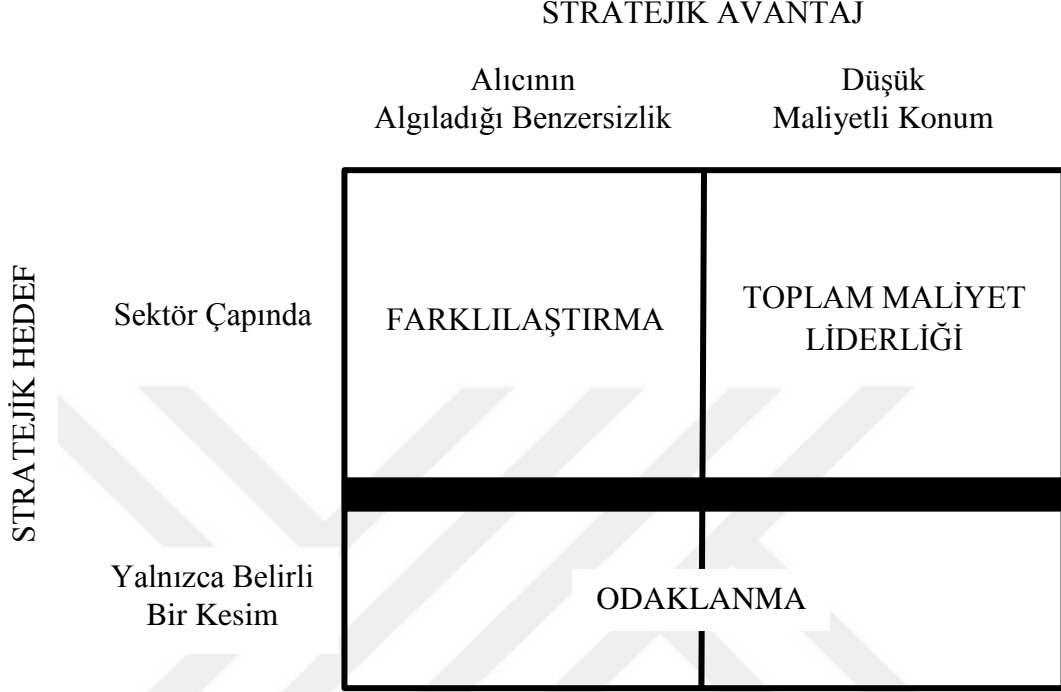 STRATEJİK AVANTAJ
Alıcının
Algıladığı Benzersizlik
Düşük
Maliyetli Konum
STRATEJİK HEDEF
Sektör Çapında
FARKLILAŞTIRMA
TOPLAM MALİYET
LİDERLİĞİ
Yalnızca Belirli
Bir Kesim
ODAKLANMA